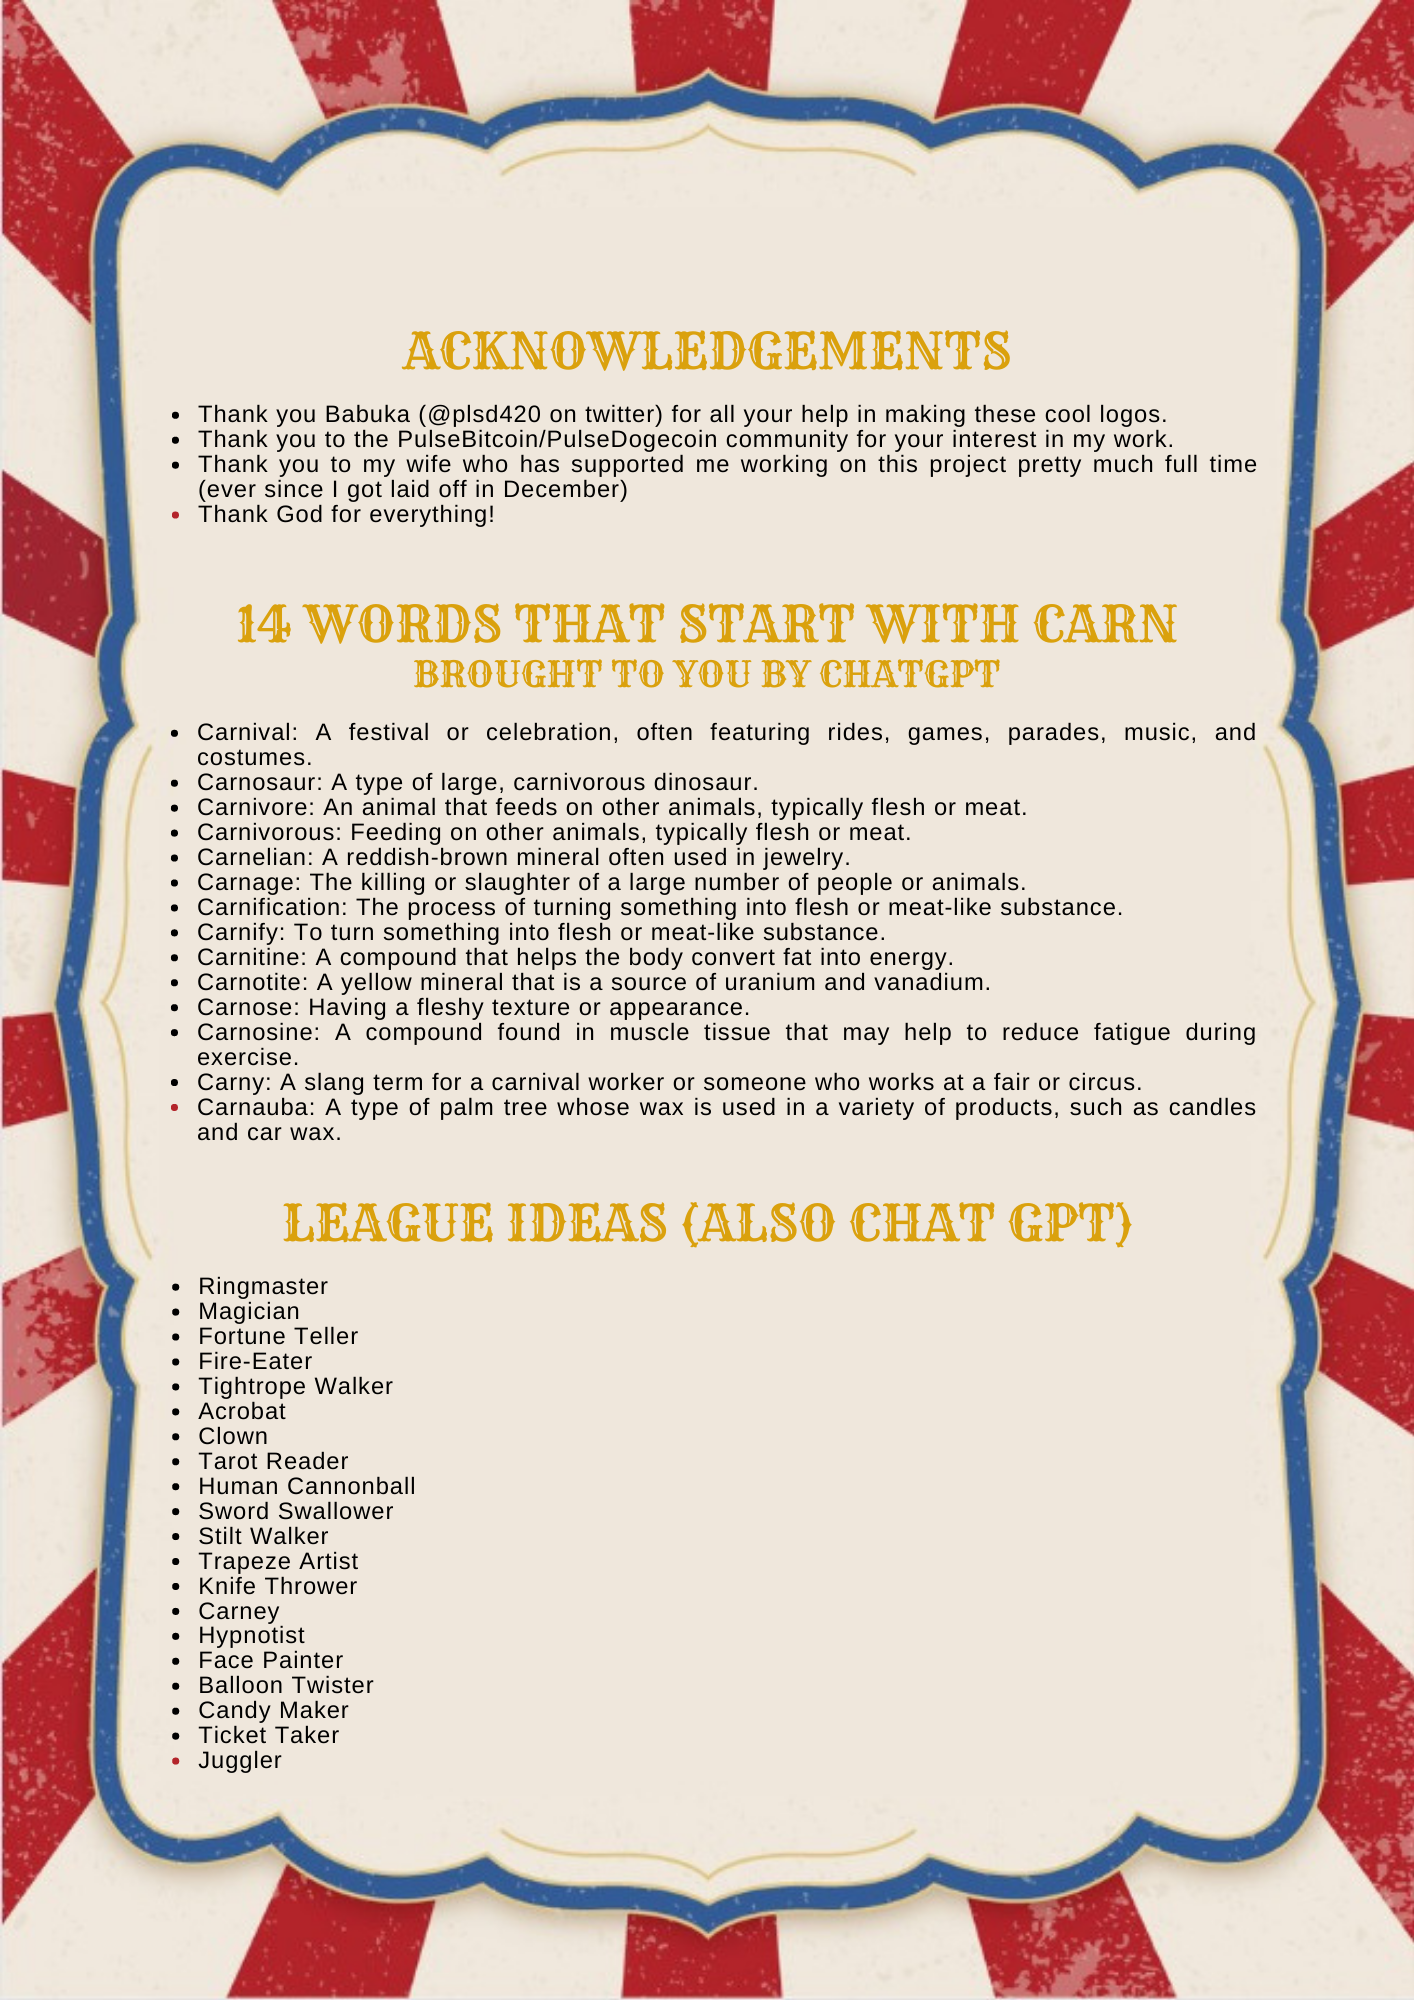 ACKNOWLEDGEMENTS
• Thank you Babuka (@plsd420 on twitter) for all your help in making these cool logos.
• Thank you to the PulseBitcoin/PulseDogecoin community for your interest in my work.
• Thank you to my wife who has supported me working on this project pretty much full time
(ever since I got laid off in December)
• Thank God for everything!
14 WORDS THAT START WITH CARN
BROUGHT TO YOU BY CHATGPT
• Carnival: A festival or celebration, often featuring rides, games, parades, music, and
costumes.
• Carnosaur: A type of large, carnivorous dinosaur.
• Carnivore: An animal that feeds on other animals, typically flesh or meat.
• Carnivorous: Feeding on other animals, typically flesh or meat.
• Carnelian: A reddish-brown mineral often used in jewelry.
• Carnage: The killing or slaughter of a large number of people or animals.
• Carnification: The process of turning something into flesh or meat-like substance.
• Carnify: To turn something into flesh or meat-like substance.
• Carnitine: A compound that helps the body convert fat into energy.
• Carnotite: A yellow mineral that is a source of uranium and vanadium.
• Carnose: Having a fleshy texture or appearance.
• Carnosine: A compound found in muscle tissue that may help to reduce fatigue during
exercise.
• Carny: A slang term for a carnival worker or someone who works at a fair or circus.
• Carnauba: A type of palm tree whose wax is used in a variety of products, such as candles
and car wax.
LEAGUE IDEAS (ALSO CHAT GPT)
• Ringmaster
• Magician
• Fortune Teller
• Fire-Eater
• Tightrope Walker
• Acrobat
• Clown
• Tarot Reader
• Human Cannonball
• Sword Swallower
• Stilt Walker
• Trapeze Artist
• Knife Thrower
• Carney
• Hypnotist
• Face Painter
• Balloon Twister
• Candy Maker
• Ticket Taker
• Juggler